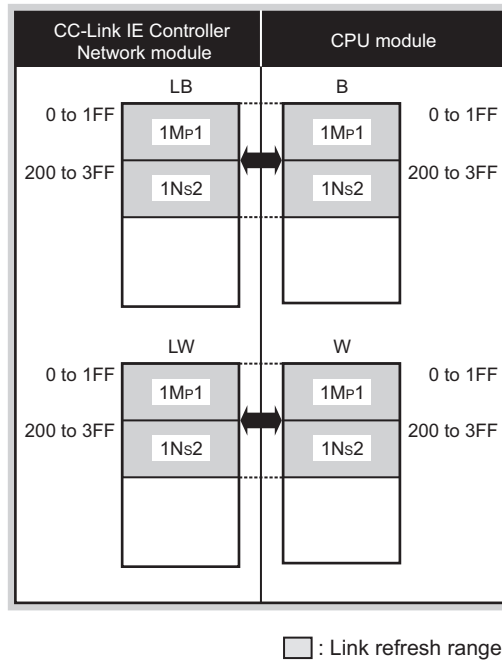 CC-Link IE Controller
Network module
CPU module
LB
B
0 to 1FF
1MP1
1MP1
0 to 1FF
200 to 3FF
1NS2
1NS2
200 to 3FF
LW
W
0 to 1FF
1MP1
1MP1
0 to 1FF
200 to 3FF
1NS2
1NS2
200 to 3FF
: Link refresh range